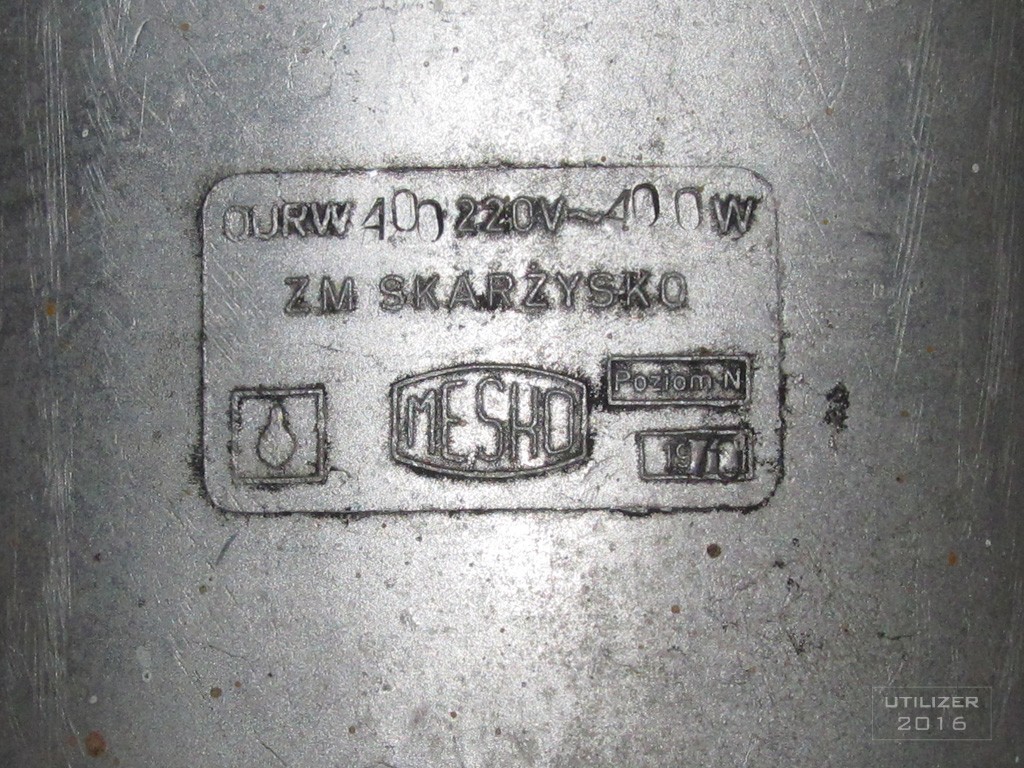 OURW 400 220V~400W
ZM SKARŻYSKO
MESKO
Poziom N
UTILIZER
2016